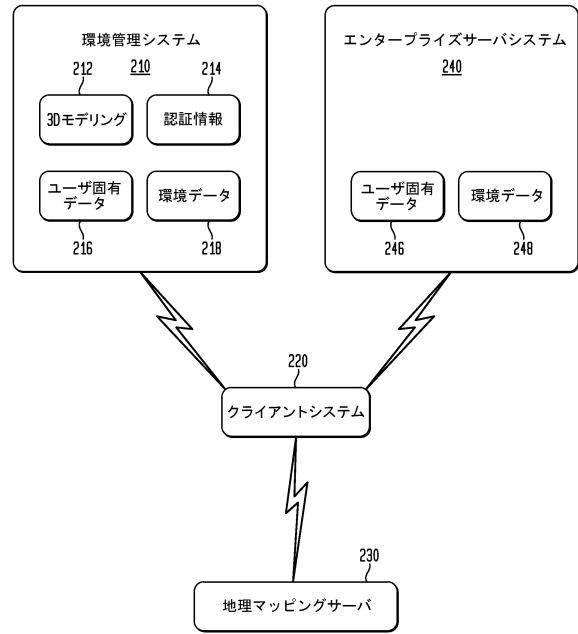 環境管理システム
210
212
214
3Dモデリング
認証情報
ユーザ固有
データ
環境データ
216
218
エンタープライズサーバシステム
240
ユーザ固有
データ
環境データ
246
248
220
クライアントシステム
230
地理マッピングサーバ